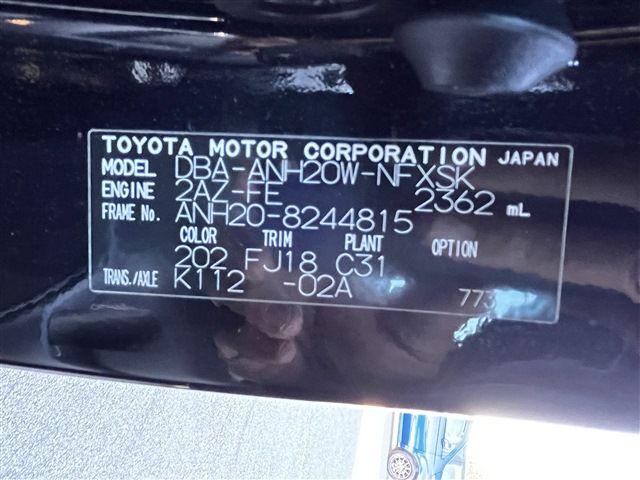 TOYOTA MOTOR CORPORATION JAPAN
MODEL DBA-ANH20W-NFXSK
ENGINE 2AZ-FE 2362 mL
FRAME No. ANH20-8244815
COLOR TRIM PLANT OPTION
202 FJ18 C31
TRANS./AXLE K112 -02A